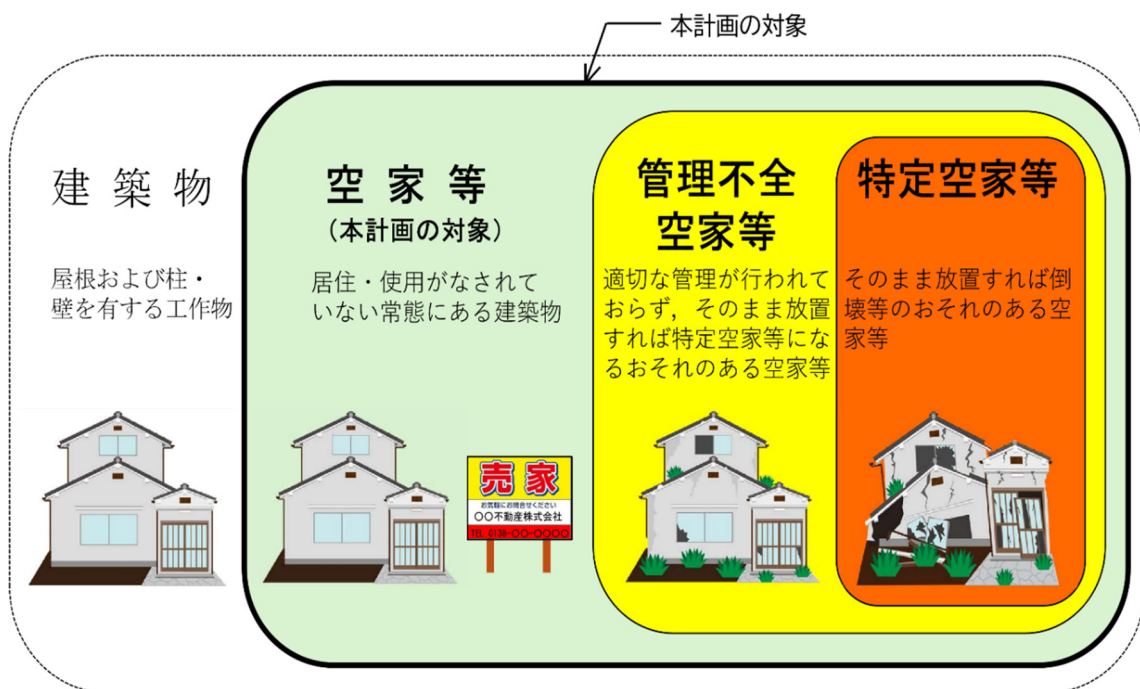 本計画の対象
建築物
屋根および柱・
壁を有する工作物
空家等
（本計画の対象）
居住・使用がなされて
いない常態にある建築物
売家
お気軽にお問合せください
〇〇不動産株式会社
TEL 0138-〇〇-〇〇〇〇
管理不全
空家等
適切な管理が行われて
おらず，そのまま放置
すれば特定空家等にな
るおそれのある空家等
特定空家等
そのまま放置すれば倒
壊等のおそれのある空
家等